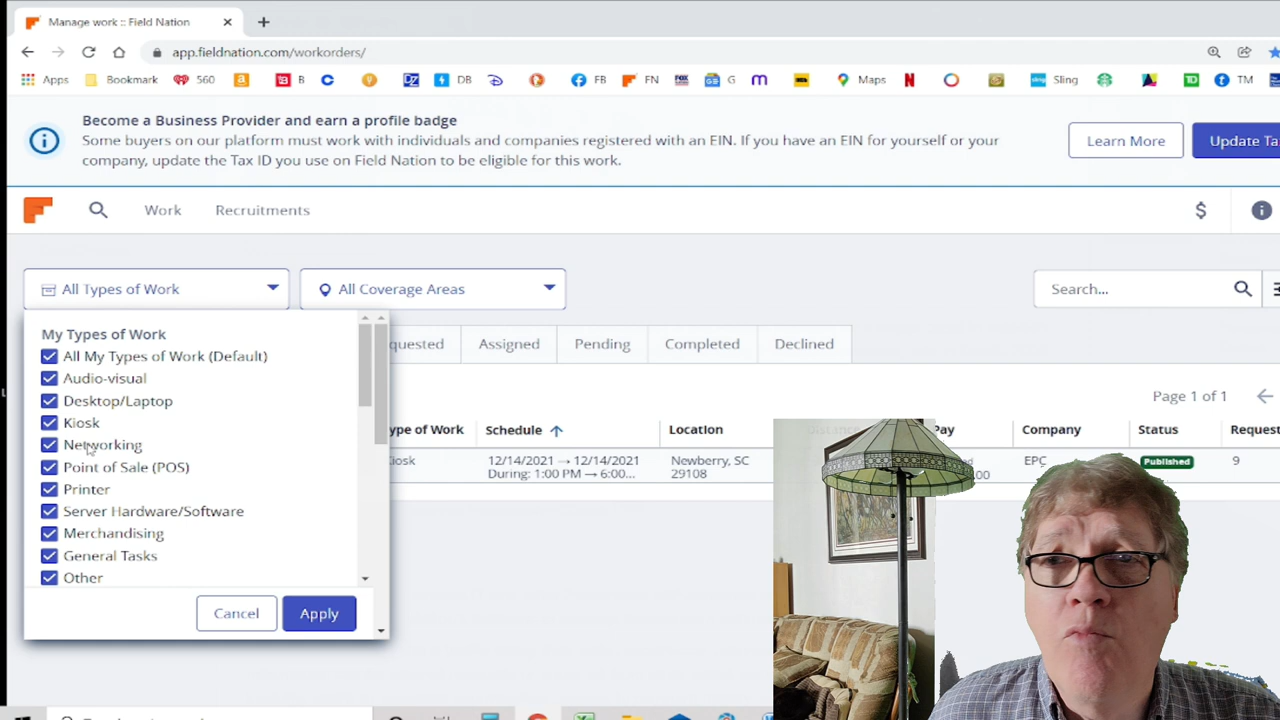 Manage work :: Field Nation
app.fieldnation.com/workorders/
Apps Bookmark 560 B DB FB FN G Maps Sling TM
Become a Business Provider and earn a profile badge
Some buyers on our platform must work with individuals and companies registered with an EIN. If you have an EIN for yourself or your
company, update the Tax ID you use on Field Nation to be eligible for this work.
Learn More
Update Ta
Work Recruitments
All Types of Work
All Coverage Areas
Search...
quested Assigned Pending Completed Declined
My Types of Work
All My Types of Work (Default)
Audio-visual
Desktop/Laptop
Kiosk
Networking
Point of Sale (POS)
Printer
Server Hardware/Software
Merchandising
General Tasks
Other
Cancel Apply
Page 1 of 1
ype of Work Schedule Location Pay Company Status Request
Kiosk 12/14/2021 → 12/14/2021 Newberry, SC EPC Published 9
During: 1:00 PM → 6:00... 29108 .00